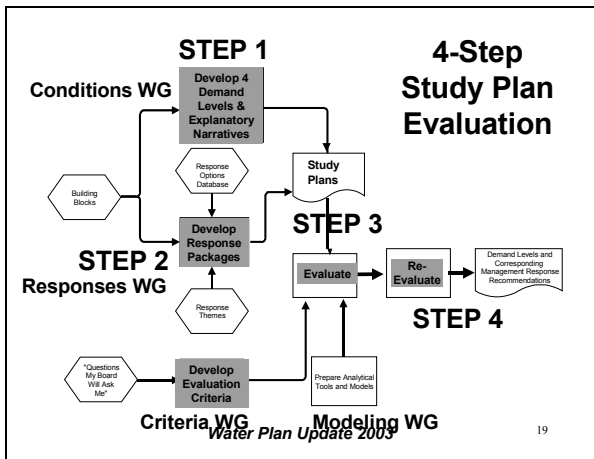 STEP 1
4-Step
Study Plan
Evaluation
Conditions WG
Develop 4
Demand
Levels &
Explanatory
Narratives
Response
Options
Database
Study
Plans
Building
Blocks
STEP 3
Develop
Response
Packages
STEP 2
Responses WG
Evaluate
Re-
Evaluate
Demand Levels and
Corresponding
Management Response
Recommendations
STEP 4
Response
Themes
"Questions
My Board
Will Ask
Me"
Develop
Evaluation
Criteria
Prepare Analytical
Tools and Models
Criteria WG
Modeling WG
Water Plan Update 2003
19